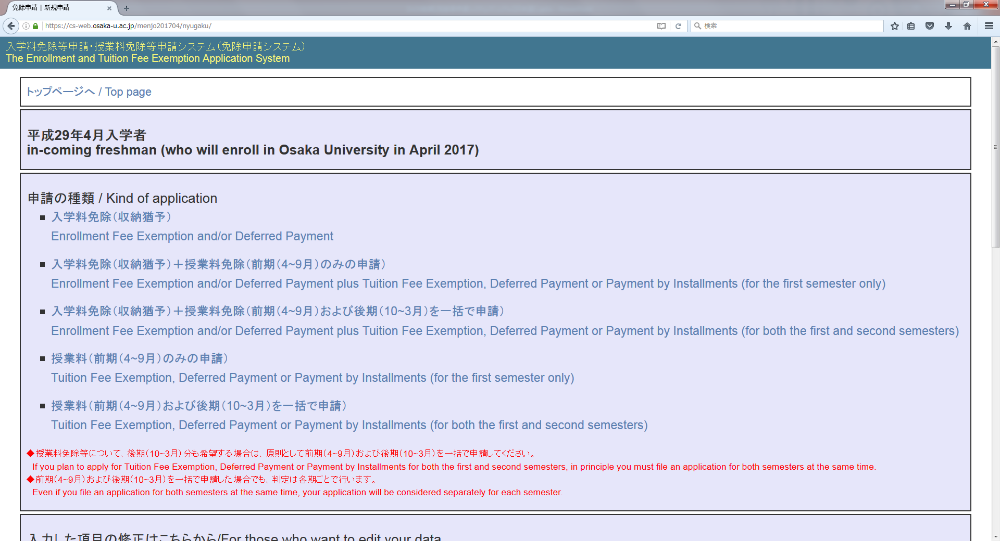 免除申請 | 新規申請
https://cs-web.osaka-u.ac.jp/menjo201704/nyugaku/
検索
入学料免除等申請・授業料免除等申請システム（免除申請システム）
The Enrollment and Tuition Fee Exemption Application System
トップページへ / Top page
平成29年4月入学者
in-coming freshman (who will enroll in Osaka University in April 2017)
申請の種類 / Kind of application
入学料免除（収納猶予）
Enrollment Fee Exemption and/or Deferred Payment
入学料免除（収納猶予）＋授業料免除（前期（4~9月）のみの申請）
Enrollment Fee Exemption and/or Deferred Payment plus Tuition Fee Exemption, Deferred Payment or Payment by Installments (for the first semester only)
入学料免除（収納猶予）＋授業料免除（前期（4~9月）および後期（10~3月）を一括で申請）
Enrollment Fee Exemption and/or Deferred Payment plus Tuition Fee Exemption, Deferred Payment or Payment by Installments (for both the first and second semesters)
授業料（前期（4~9月）のみの申請）
Tuition Fee Exemption, Deferred Payment or Payment by Installments (for the first semester only)
授業料（前期（4~9月）および後期（10~3月）を一括で申請）
Tuition Fee Exemption, Deferred Payment or Payment by Installments (for both the first and second semesters)
◆授業料免除等について、後期（10~3月）分も希望する場合は、原則として前期（4~9月）および後期（10~3月）を一括で申請してください。
If you plan to apply for Tuition Fee Exemption, Deferred Payment or Payment by Installments for both the first and second semesters, in principle you must file an application for both semesters at the same time.
◆前期（4~9月）および後期（10~3月）を一括で申請した場合でも、判定は各期ごとで行います。
Even if you file an application for both semesters at the same time, your application will be considered separately for each semester.
入力した項目の修正はこちらから/For those who want to edit your data